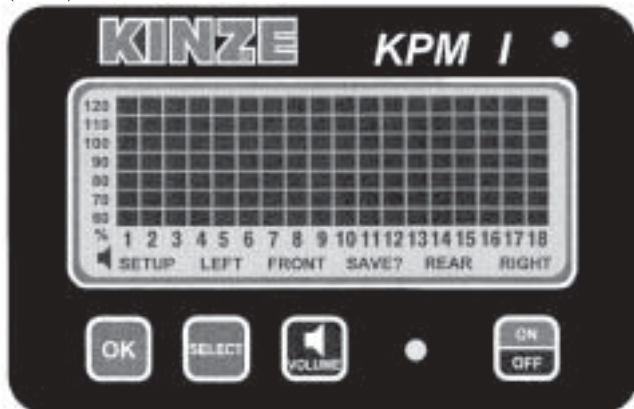 KINZE KPM I
120
110
100
90
80
70
60
% 1 2 3 4 5 6 7 8 9 10 11 12 13 14 15 16 17 18
SETUP LEFT FRONT SAVE? REAR RIGHT
OK SELECT VOLUME ON
OFF